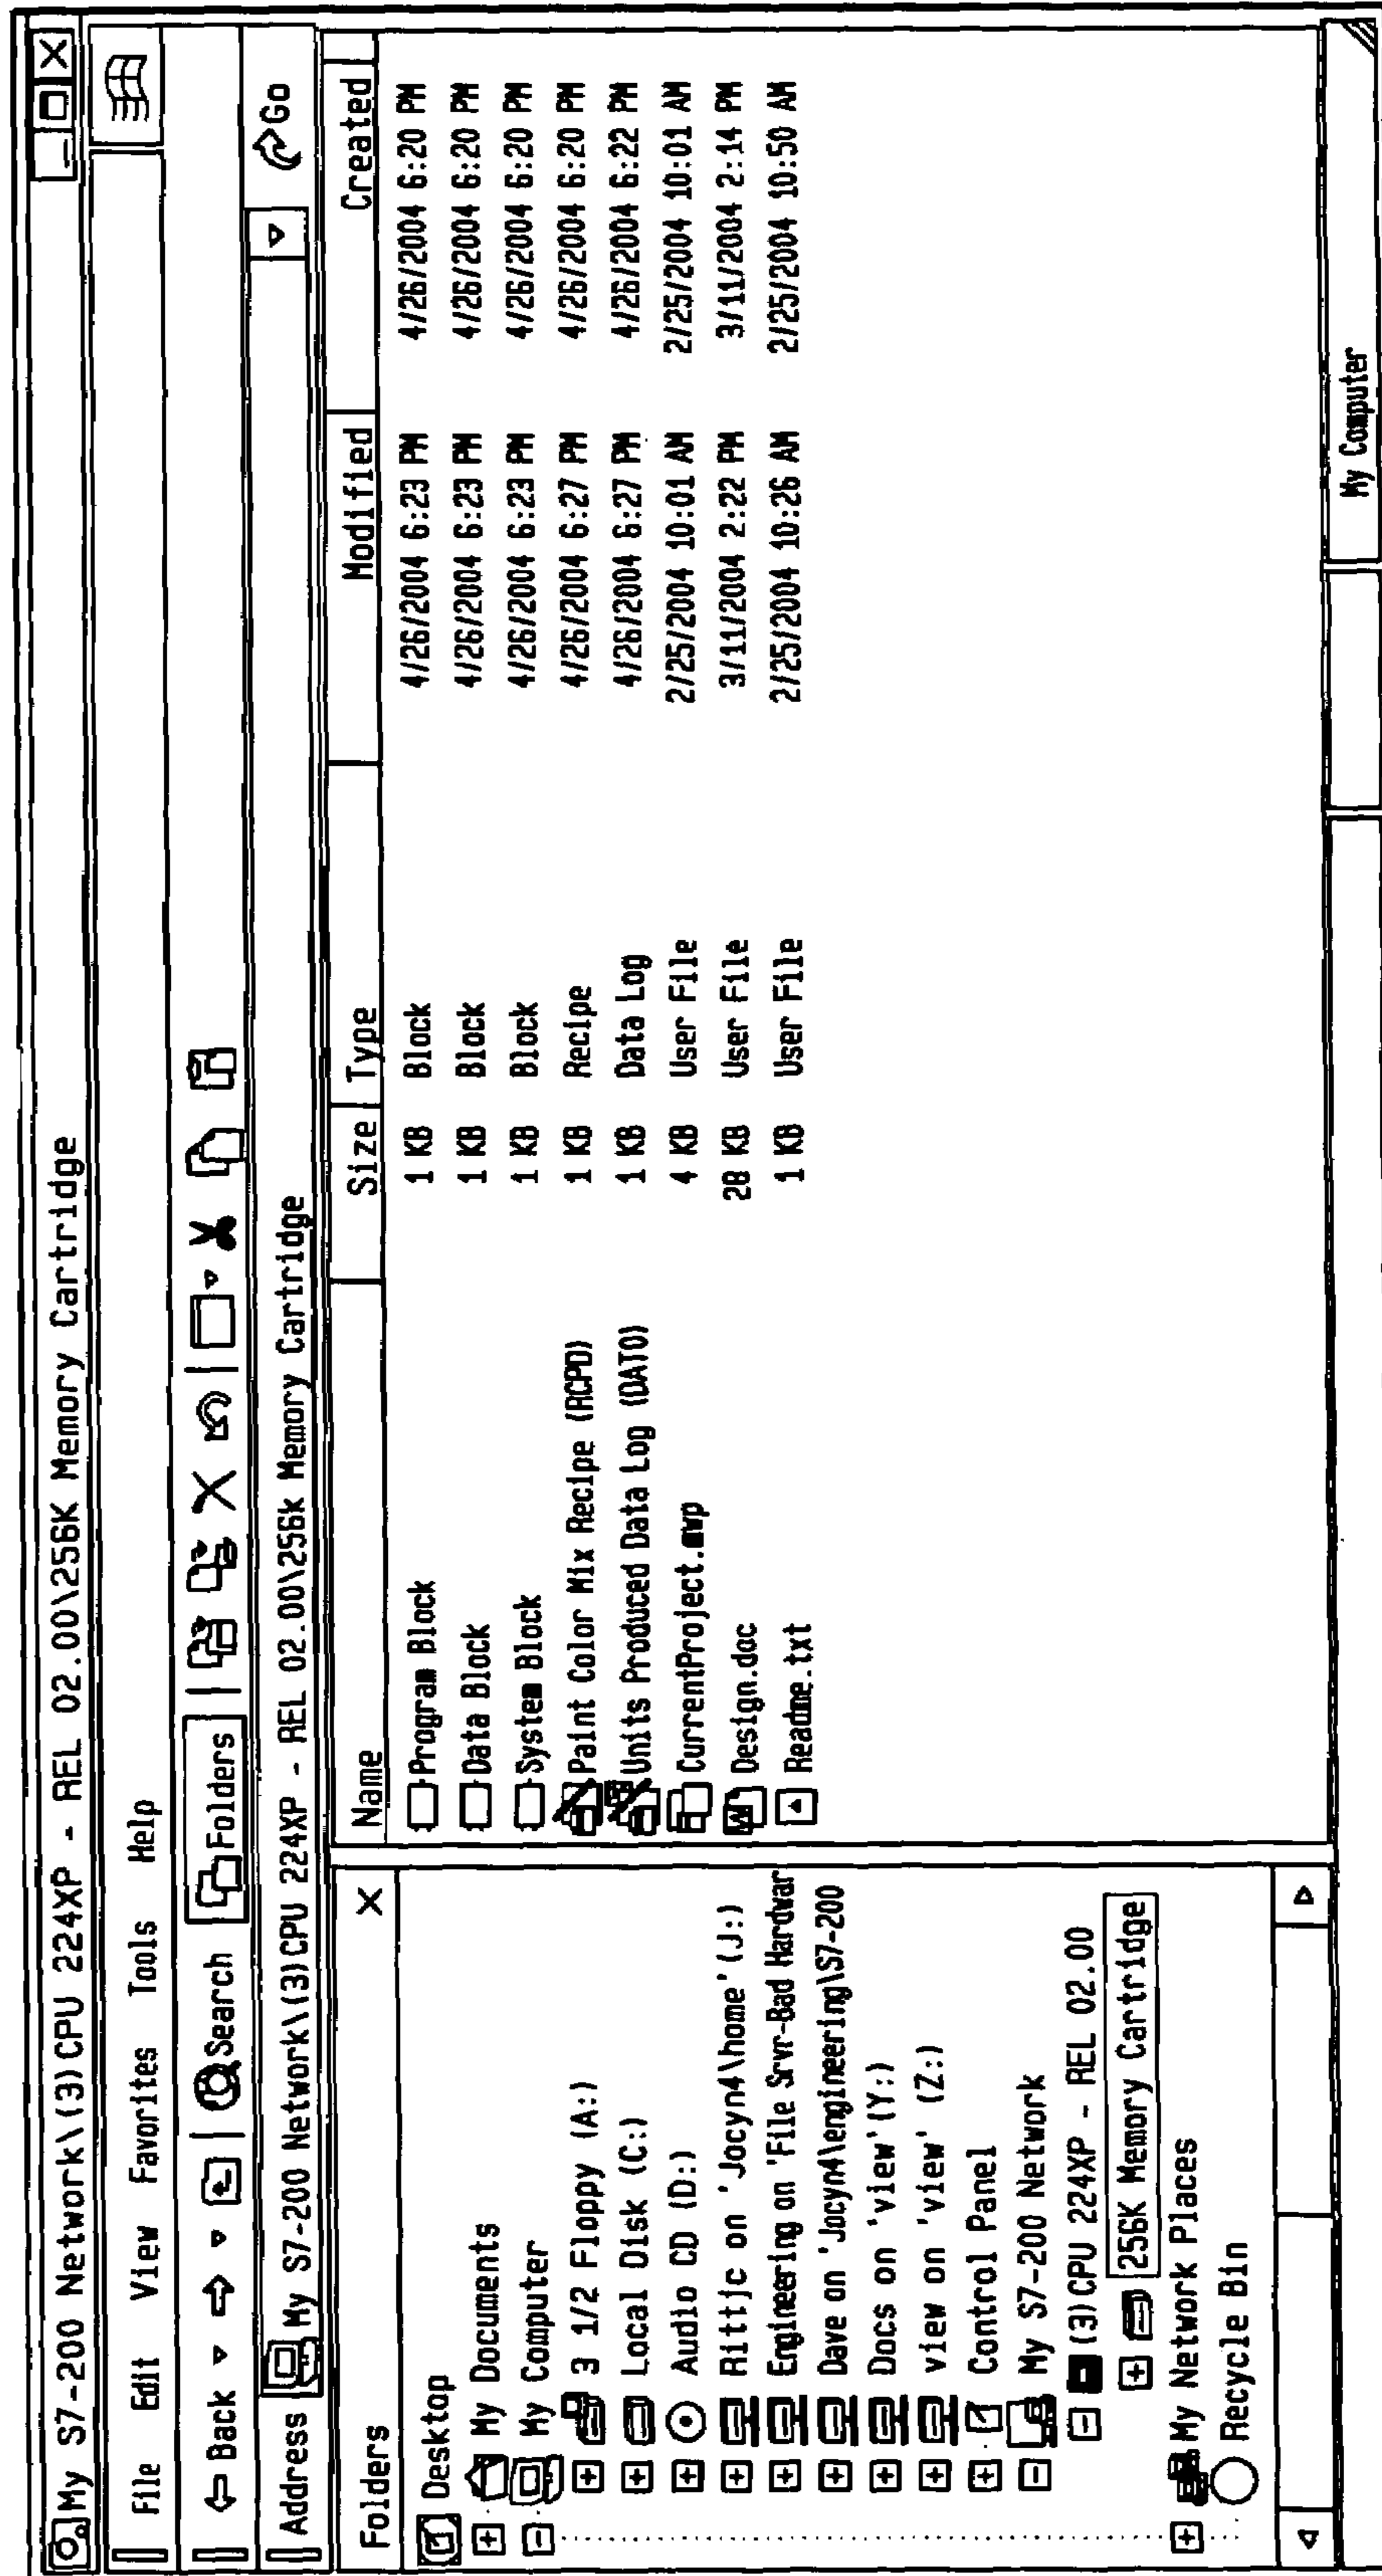 My S7-200 Network\(3)CPU 224XP - REL 02.00\256K Memory Cartridge
File Edit View Favorites Tools Help
Back Search Folders
Address My S7-200 Network\(3)CPU 224XP - REL 02.00\256k Memory Cartridge Go
Folders X
Desktop
My Documents
My Computer
3 1/2 Floppy (A:)
Local Disk (C:)
Audio CD (D:)
Rittjc on 'Jocyn4\home'(J:)
Engineering on 'File Srvr-Bad Hardwar
Dave on 'Jocyn4\engineering\S7-200
Docs on 'view'(Y:)
view on 'view' (Z:)
Control Panel
My S7-200 Network
(3)CPU 224XP - REL 02.00
256K Memory Cartridge
My Network Places
Recycle Bin
Name Size Type Modified Created
Program Block 1 KB Block 4/26/2004 6:23 PM 4/26/2004 6:20 PM
Data Block 1 KB Block 4/26/2004 6:23 PM 4/26/2004 6:20 PM
System Block 1 KB Block 4/26/2004 6:23 PM 4/26/2004 6:20 PM
Paint Color Mix Recipe (RCPD) 1 KB Recipe 4/26/2004 6:27 PM 4/26/2004 6:20 PM
Units Produced Data Log (DAT0) 1 KB Data Log 4/26/2004 6:27 PM 4/26/2004 6:22 PM
CurrentProject.mwp 4 KB User File 2/25/2004 10:01 AM 2/25/2004 10:01 AM
Design.doc 28 KB User File 3/11/2004 2:22 PM 3/11/2004 2:14 PM
Readme.txt 1 KB User File 2/25/2004 10:26 AM 2/25/2004 10:50 AM
My Computer